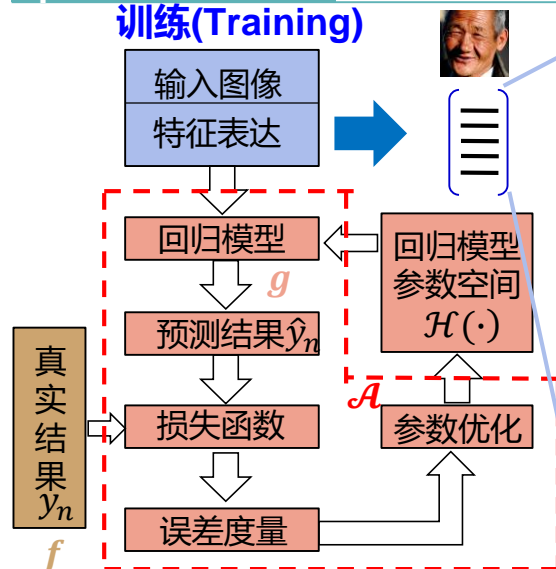 训练(Training)
输入图像
特征表达
回归模型
g
预测结果ŷₙ
真
实
结
果
yₙ
f
损失函数
误差度量
回归模型
参数空间
ℋ(·)
𝒜
参数优化